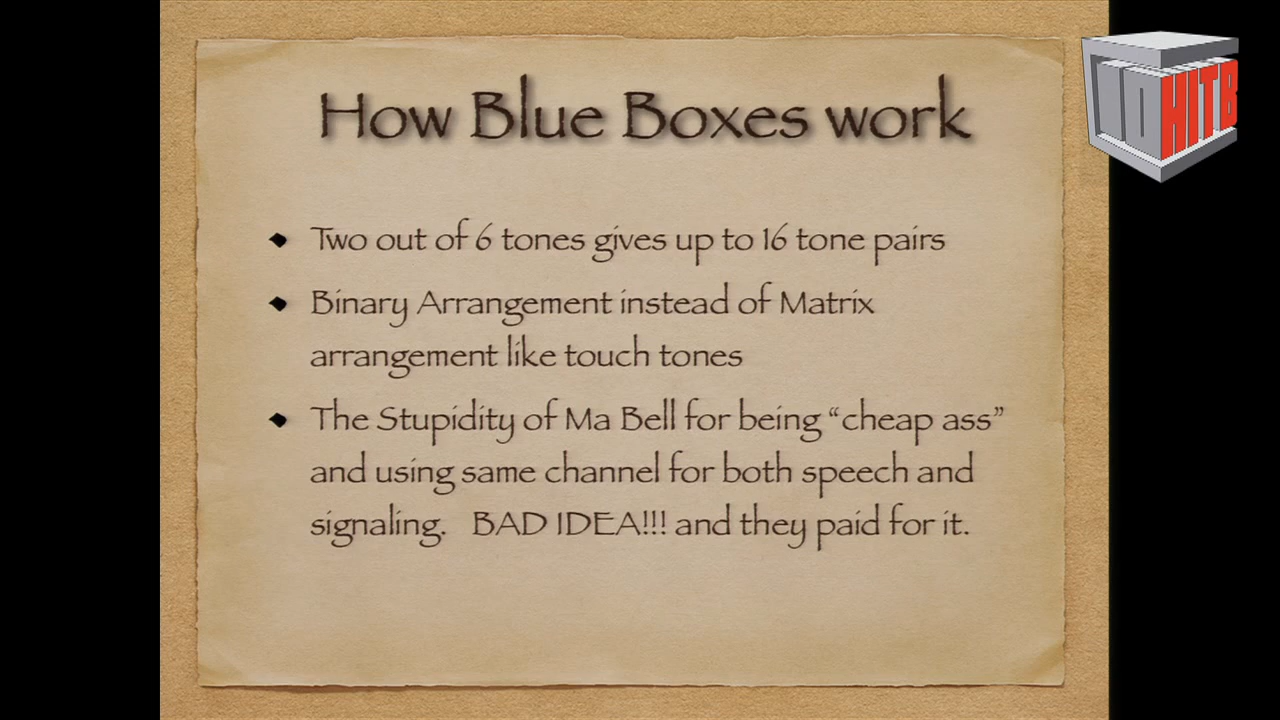 How Blue Boxes work
Two out of 6 tones gives up to 16 tone pairs
Binary Arrangement instead of Matrix
arrangement like touch tones
The Stupidity of Ma Bell for being “cheap ass”
and using same channel for both speech and
signaling. BAD IDEA!!! and they paid for it.
HITB